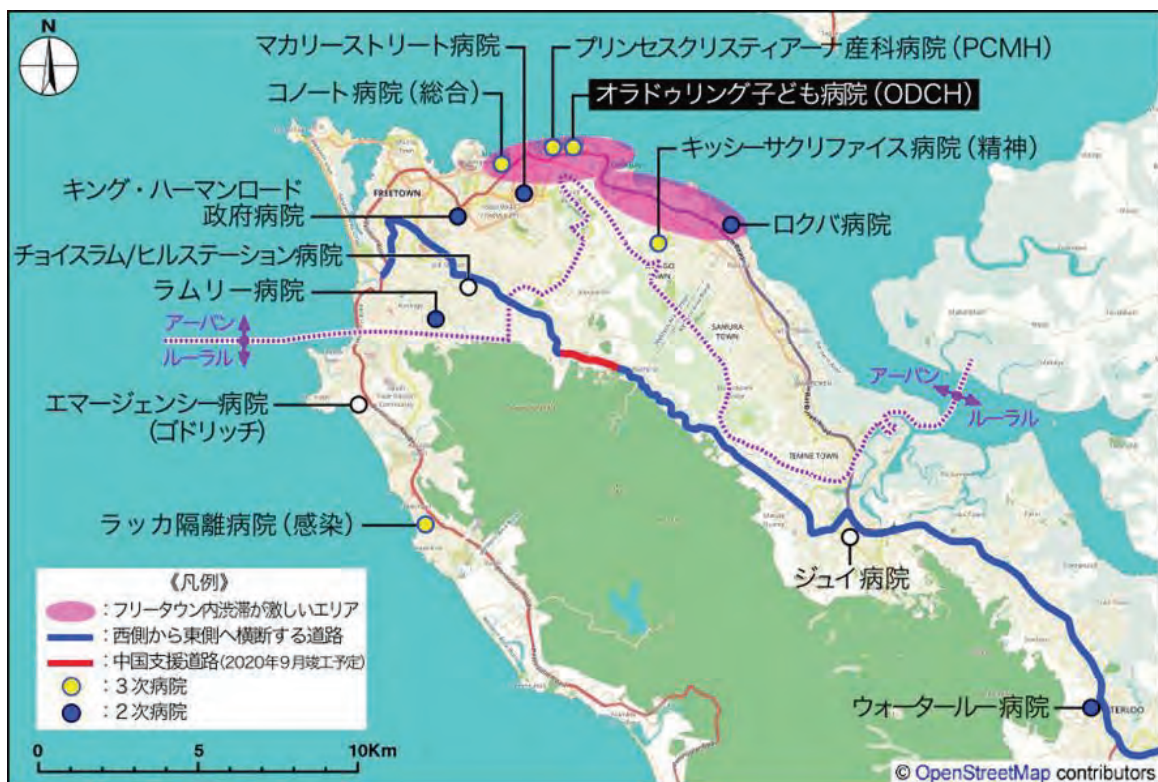 N
マカリーストリート病院
プリンセスクリスティアーナ産科病院(PCMH)
コノート病院(総合)
オラドゥリング子ども病院(ODCH)
キッシーサクリファイス病院(精神)
キング・ハーマンロード
政府病院
FREETOWN
ロクパ病院
チョイスラム/ヒルステーション病院
ラムリー病院
アーバン
ルーラル
SAMURA
TOWN
アーバン
ルーラル
エマージェンシー病院
(ゴドリッチ)
TEMNE TOWN
ラッカ隔離病院(感染)
ジュイ病院
《凡例》
:フリータウン内渋滞が激しいエリア
:西側から東側へ横断する道路
:中国支援道路(2020年9月竣工予定)
:3次病院
:2次病院
ウォータールー病院
TERLOO
0 5 10Km
© OpenStreetMap contributors